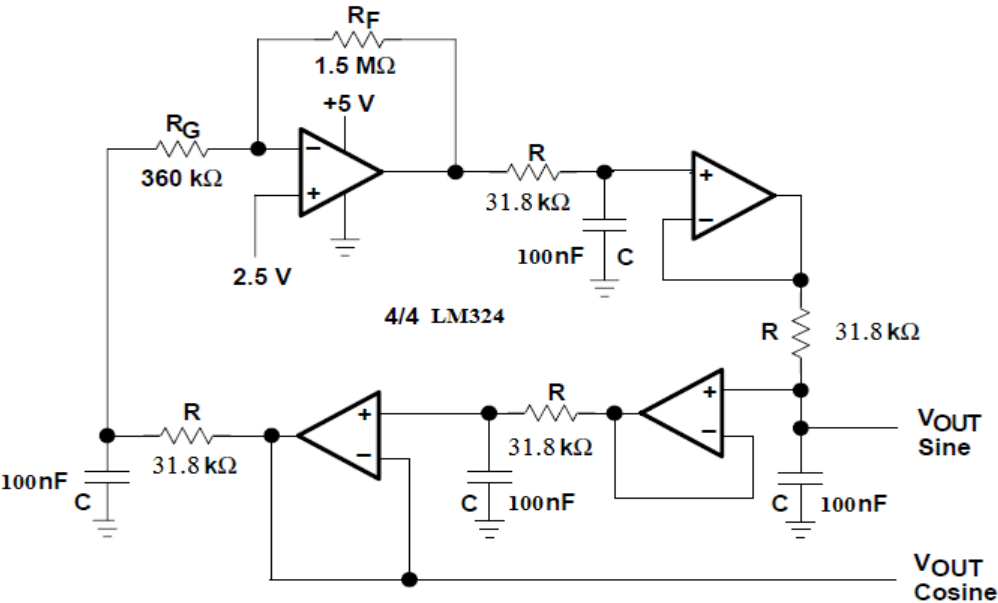 RF
1.5 MΩ
+5 V
RG
360 kΩ
−
+
2.5 V
R
31.8 kΩ
100nF C
+
−
4/4 LM324
R 31.8 kΩ
+
−
R
31.8 kΩ
VOUT
Sine
C 100nF
C 100nF
+
−
R
31.8 kΩ
100nF
C
VOUT
Cosine